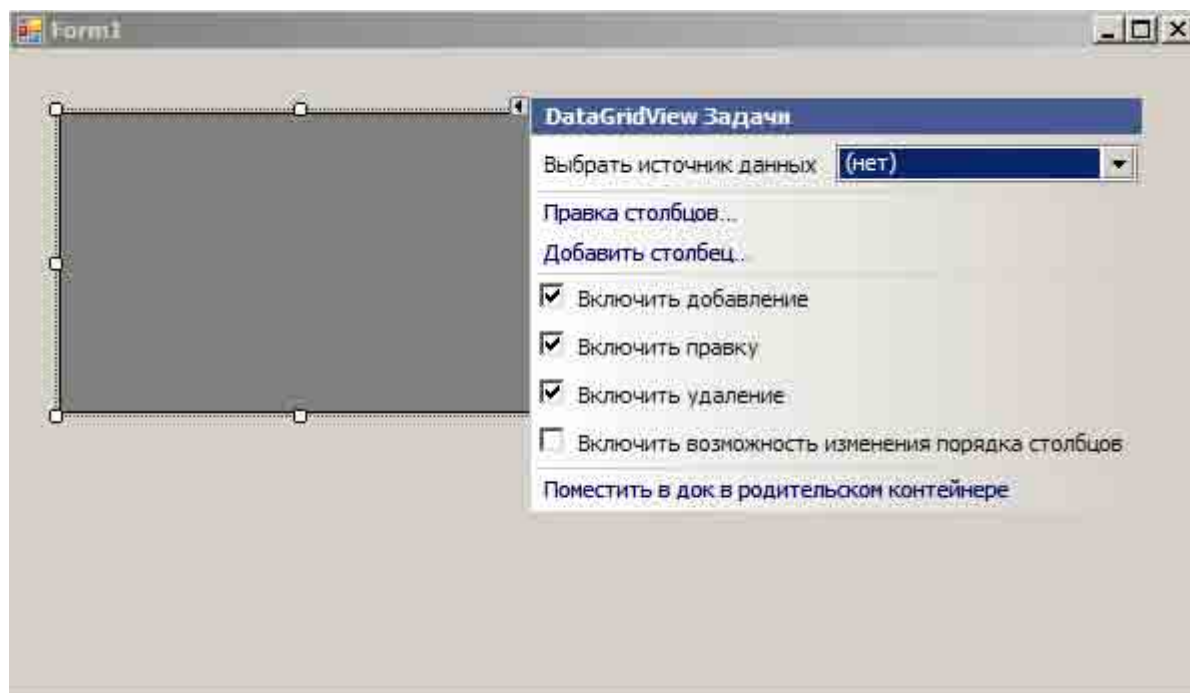 Form1
DataGridView Задачи
Выбрать источник данных (нет)
Правка столбцов...
Добавить столбец...
Включить добавление
Включить правку
Включить удаление
Включить возможность изменения порядка столбцов
Поместить в док в родительском контейнере